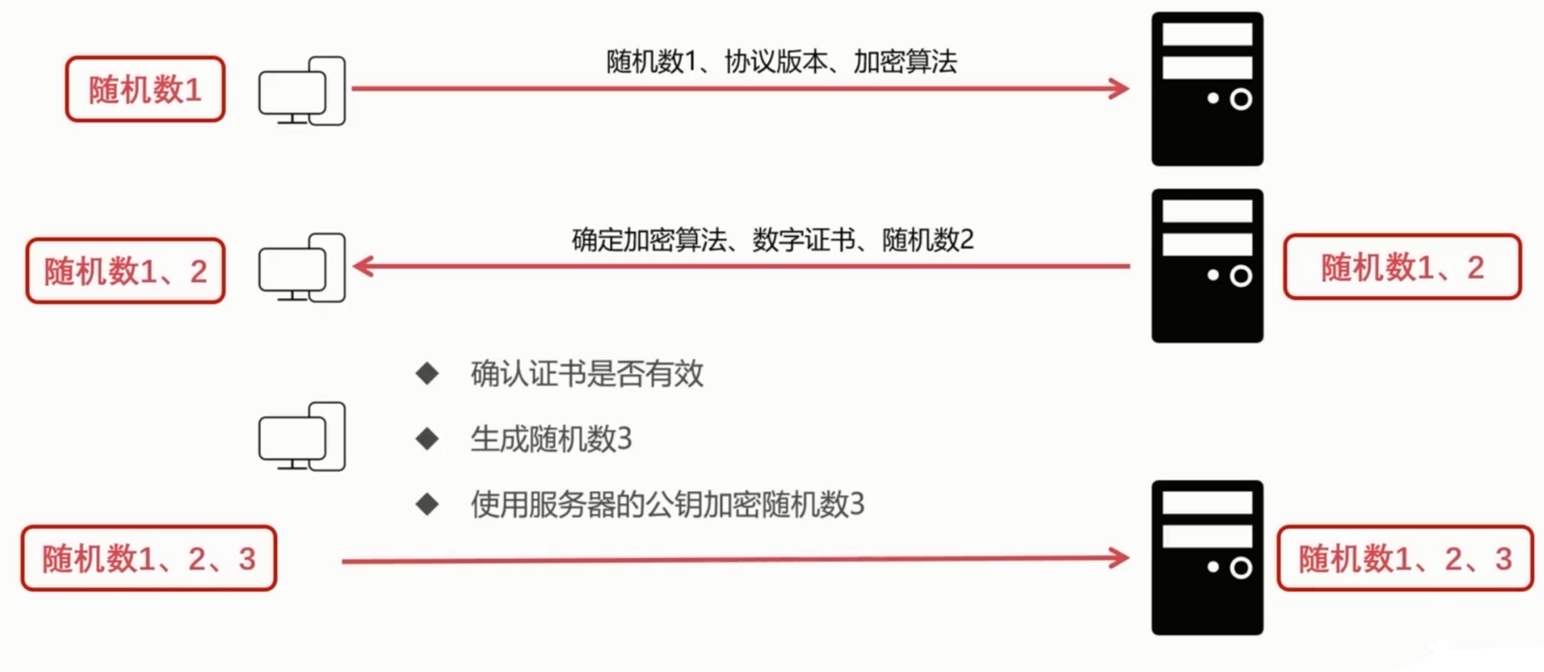 随机数1、协议版本、加密算法
随机数1
确定加密算法、数字证书、随机数2
随机数1、2
随机数1、2
确认证书是否有效
生成随机数3
使用服务器的公钥加密随机数3
随机数1、2、3
随机数1、2、3